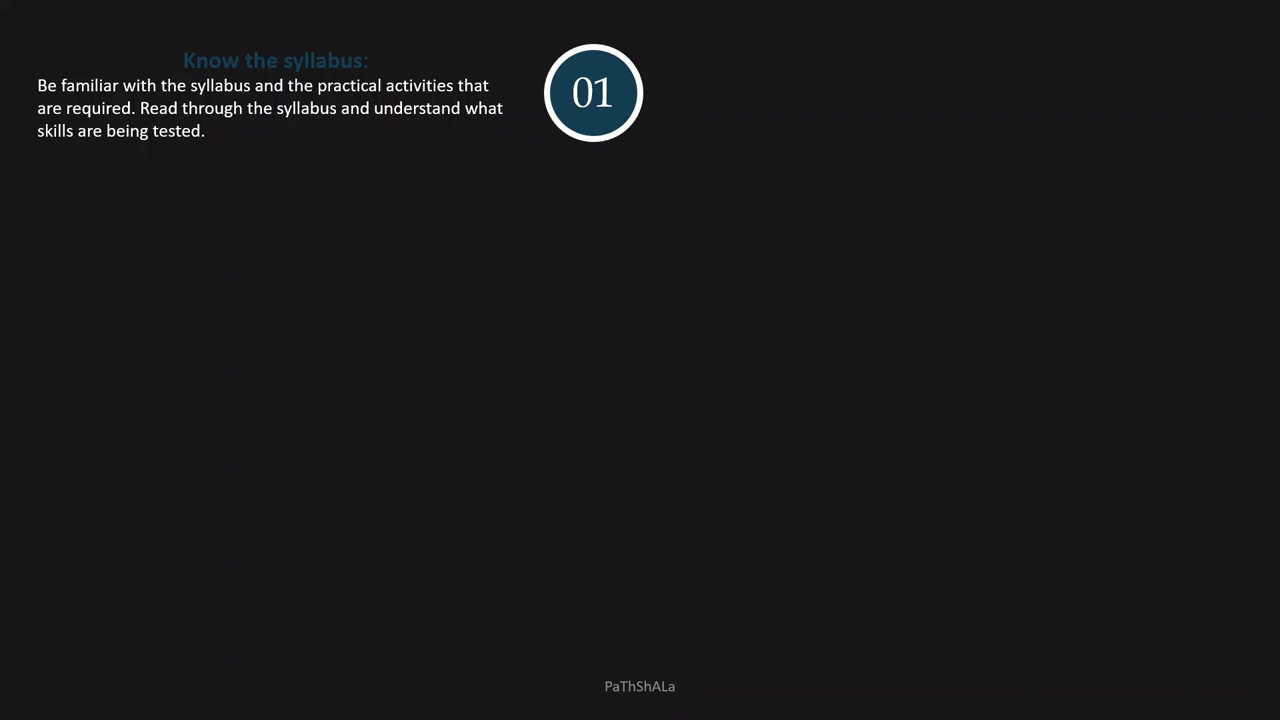 Know the syllabus:
Be familiar with the syllabus and the practical activities that
are required. Read through the syllabus and understand what
skills are being tested.
01
PaThShALa